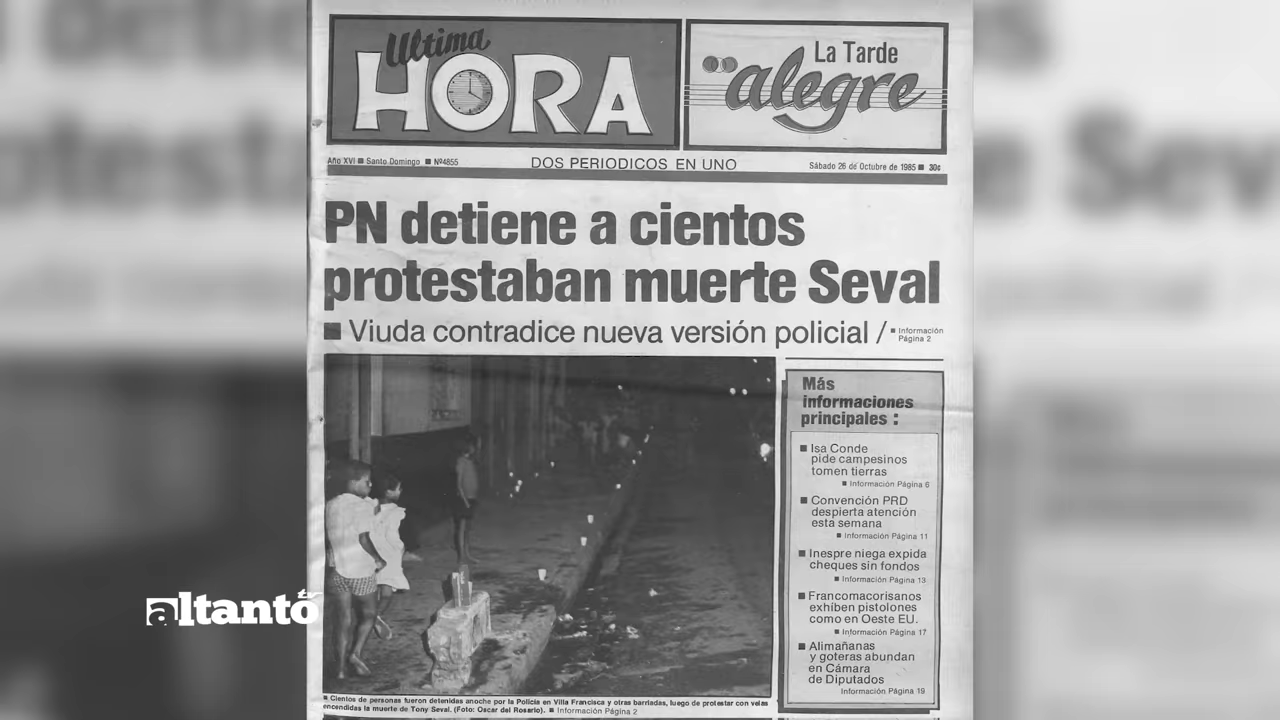 Ultima
HORA
La Tarde
alegre
Año XVI ■ Santo Domingo ■ Nº4855
DOS PERIODICOS EN UNO
Sábado 26 de Octubre de 1985 ■ 30¢
PN detiene a cientos
protestaban muerte Seval
■ Viuda contradice nueva versión policial / ■ Información
Página 2
Más
informaciones
principales :
■ Isa Conde
pide campesinos
tomen tierras
■ Información Página 6
■ Convención PRD
despierta atención
esta semana
■ Información Página 11
■ Inespre niega expida
cheques sin fondos
■ Información Página 13
■ Francomacorisanos
exhiben pistolones
como en Oeste EU.
■ Información Página 17
■ Alimañanas
y goteras abundan
en Cámara
de Diputados
Información Página 19
■ Cientos de personas fueron detenidas anoche por la Policía en Villa Francisca y otras barriadas, luego de protestar con velas
encendidas la muerte de Tony Seval. (Foto: Oscar del Rosario). ■ Información Página 2
altanto